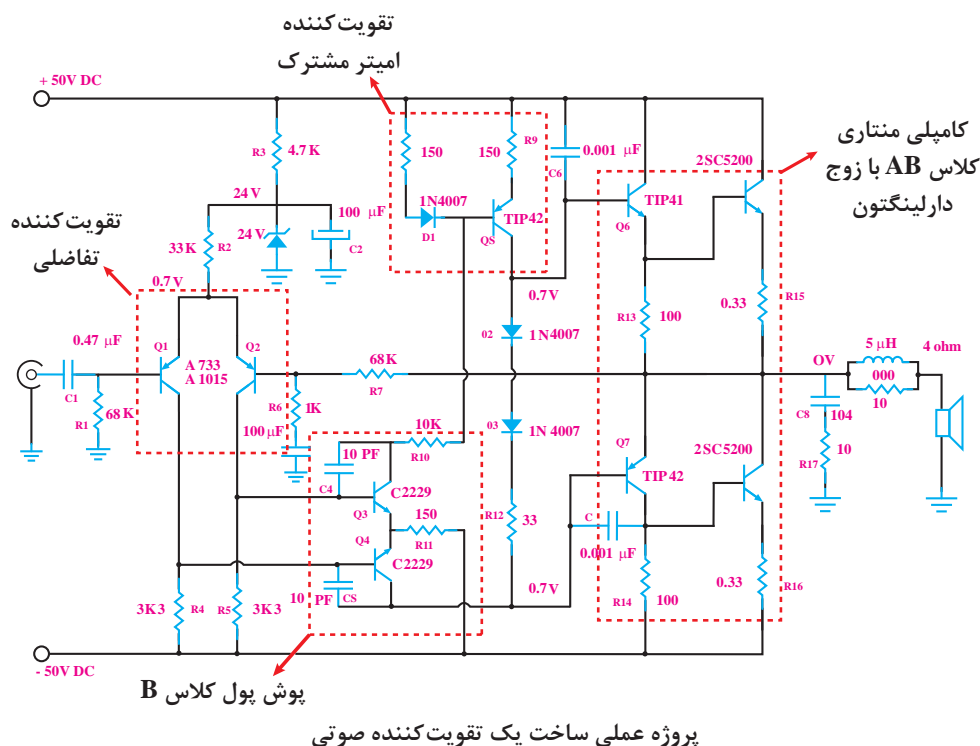 تقویت‌کننده
امیتر مشترک
+ 50V DC
R3
4.7 K
24 V
24 V
100 µF
C2
33 K
R2
0.7 V
تقویت‌کننده
تفاضلی
150
1N4007
D1
R9
150
TIP42
QS
C6
0.001 µF
TIP41
Q6
2SC5200
کامپلی منتاری
کلاس AB با زوج
دارلینگتون
0.7 V
02
1N4007
R13
100
0.33
R15
0.47 µF
C1
68 K
R1
Q1
Q2
A 733
A 1015
68K
R7
R6
1K
100 µF
OV
5 µH
000
10
4 ohm
C8
104
R17
10
03
1N 4007
10K
R10
10 PF
C4
C2229
Q3
150
R11
Q4
C2229
10 PF
CS
R12
33
Q7
TIP 42
2SC5200
C
0.001 µF
0.7 V
R14
100
0.33
R16
3K3
R4
R5
3K3
- 50V DC
پوش پول کلاس B
پروژه عملی ساخت یک تقویت‌کننده صوتی